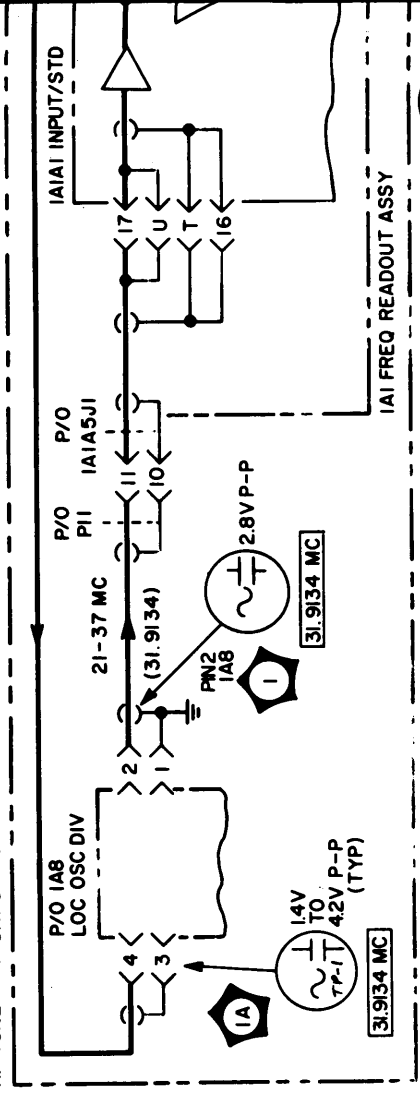 P/O 1A8
LOC OSC DIV
4
3
2
1
1A
1.4V
TO
4.2V P-P
(TYP)
TP-1
31.9134 MC
21-37 MC
(31.9134)
PIN2
1A8
1
2.8V P-P
31.9134 MC
P/O
P11
P/O
1A1A5J1
11
10
17
U
T
16
1A1A1 INPUT/STD
1A1 FREQ READOUT ASSY